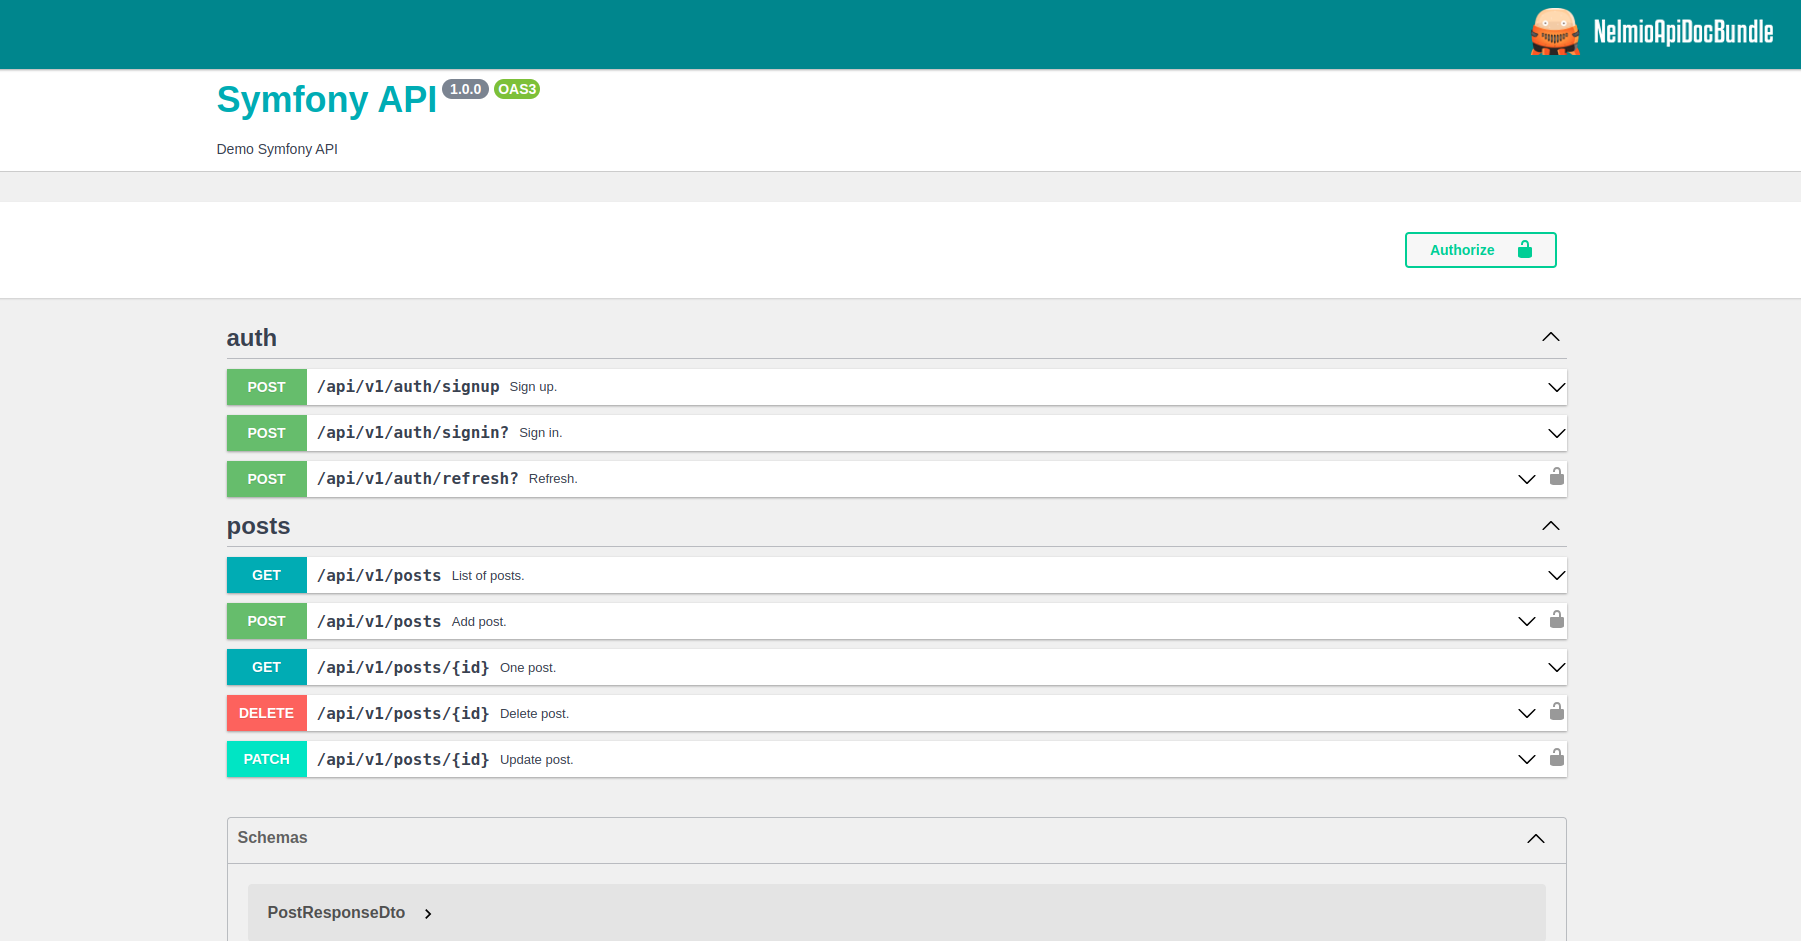 NelmioApiDocBundle
Symfony API 1.0.0 OAS3
Demo Symfony API
Authorize
auth
POST /api/v1/auth/signup Sign up.
POST /api/v1/auth/signin? Sign in.
POST /api/v1/auth/refresh? Refresh.
posts
GET /api/v1/posts List of posts.
POST /api/v1/posts Add post.
GET /api/v1/posts/{id} One post.
DELETE /api/v1/posts/{id} Delete post.
PATCH /api/v1/posts/{id} Update post.
Schemas
PostResponseDto